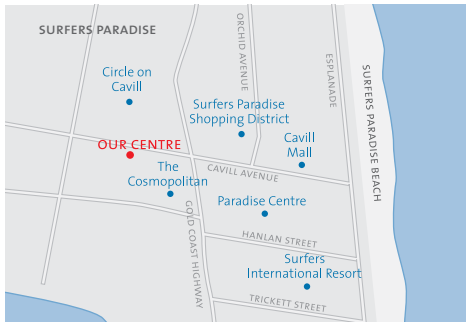 SURFERS PARADISE
ORCHID AVENUE
ESPLANADE
SURFERS PARADISE BEACH
Circle on
Cavill
Surfers Paradise
Shopping District
Cavill
Mall
OUR CENTRE
The
Cosmopolitan
CAVILL AVENUE
Paradise Centre
GOLD COAST HIGHWAY
HANLAN STREET
Surfers
International Resort
TRICKETT STREET